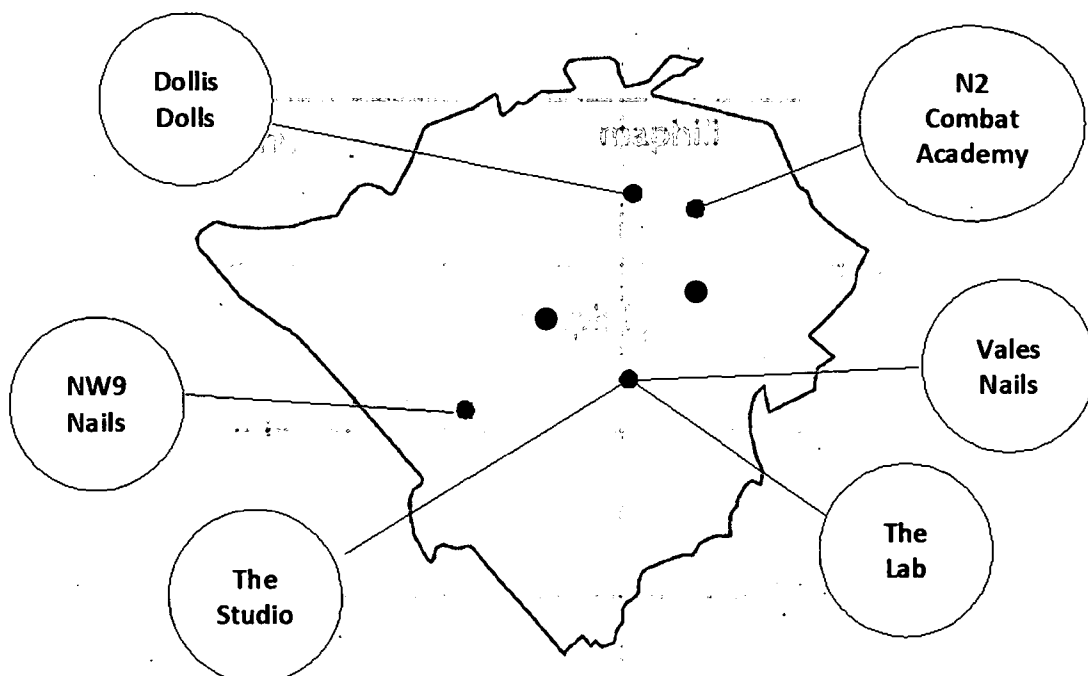 Dollis
Dolls
N2
Combat
Academy
NW9
Nails
Vales
Nails
The
Studio
The
Lab